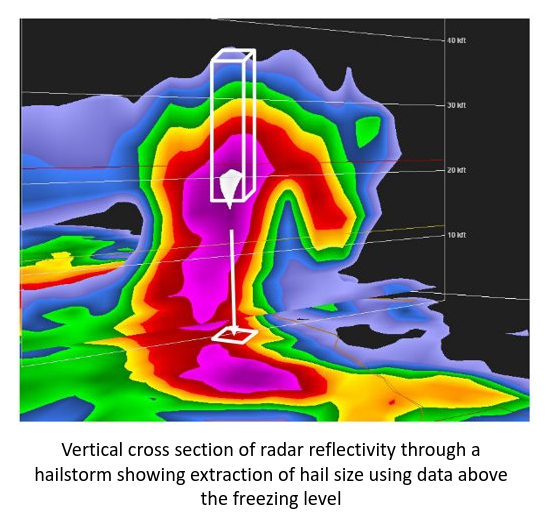 40 kft
30 kft
20 kft
10 kft
Vertical cross section of radar reflectivity through a
hailstorm showing extraction of hail size using data above
the freezing level